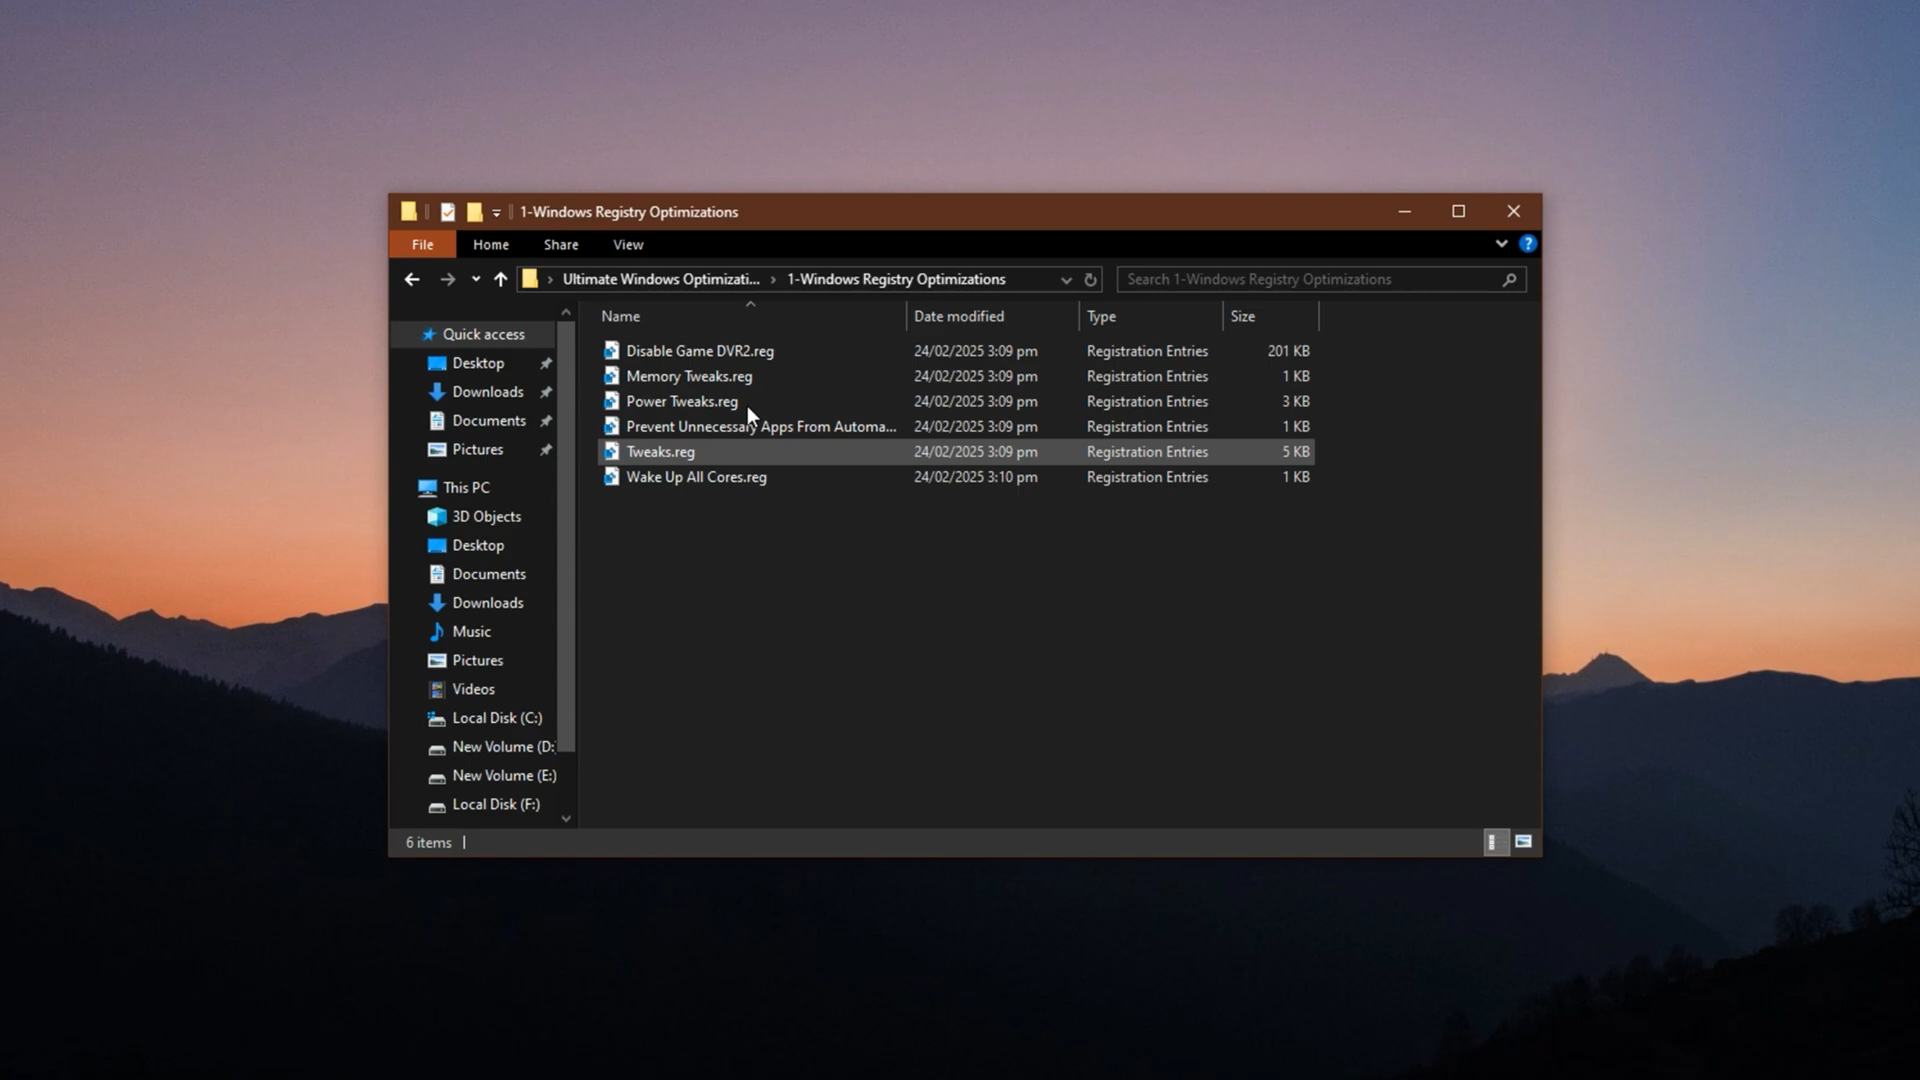 1-Windows Registry Optimizations
File Home Share View
Ultimate Windows Optimizati... › 1-Windows Registry Optimizations
Search 1-Windows Registry Optimizations
Name Date modified Type Size
Disable Game DVR2.reg 24/02/2025 3:09 pm Registration Entries 201 KB
Memory Tweaks.reg 24/02/2025 3:09 pm Registration Entries 1 KB
Power Tweaks.reg 24/02/2025 3:09 pm Registration Entries 3 KB
Prevent Unnecessary Apps From Automa... 24/02/2025 3:09 pm Registration Entries 1 KB
Tweaks.reg 24/02/2025 3:09 pm Registration Entries 5 KB
Wake Up All Cores.reg 24/02/2025 3:10 pm Registration Entries 1 KB
Quick access
Desktop
Downloads
Documents
Pictures
This PC
3D Objects
Desktop
Documents
Downloads
Music
Pictures
Videos
Local Disk (C:)
New Volume (D:
New Volume (E:)
Local Disk (F:)
6 items